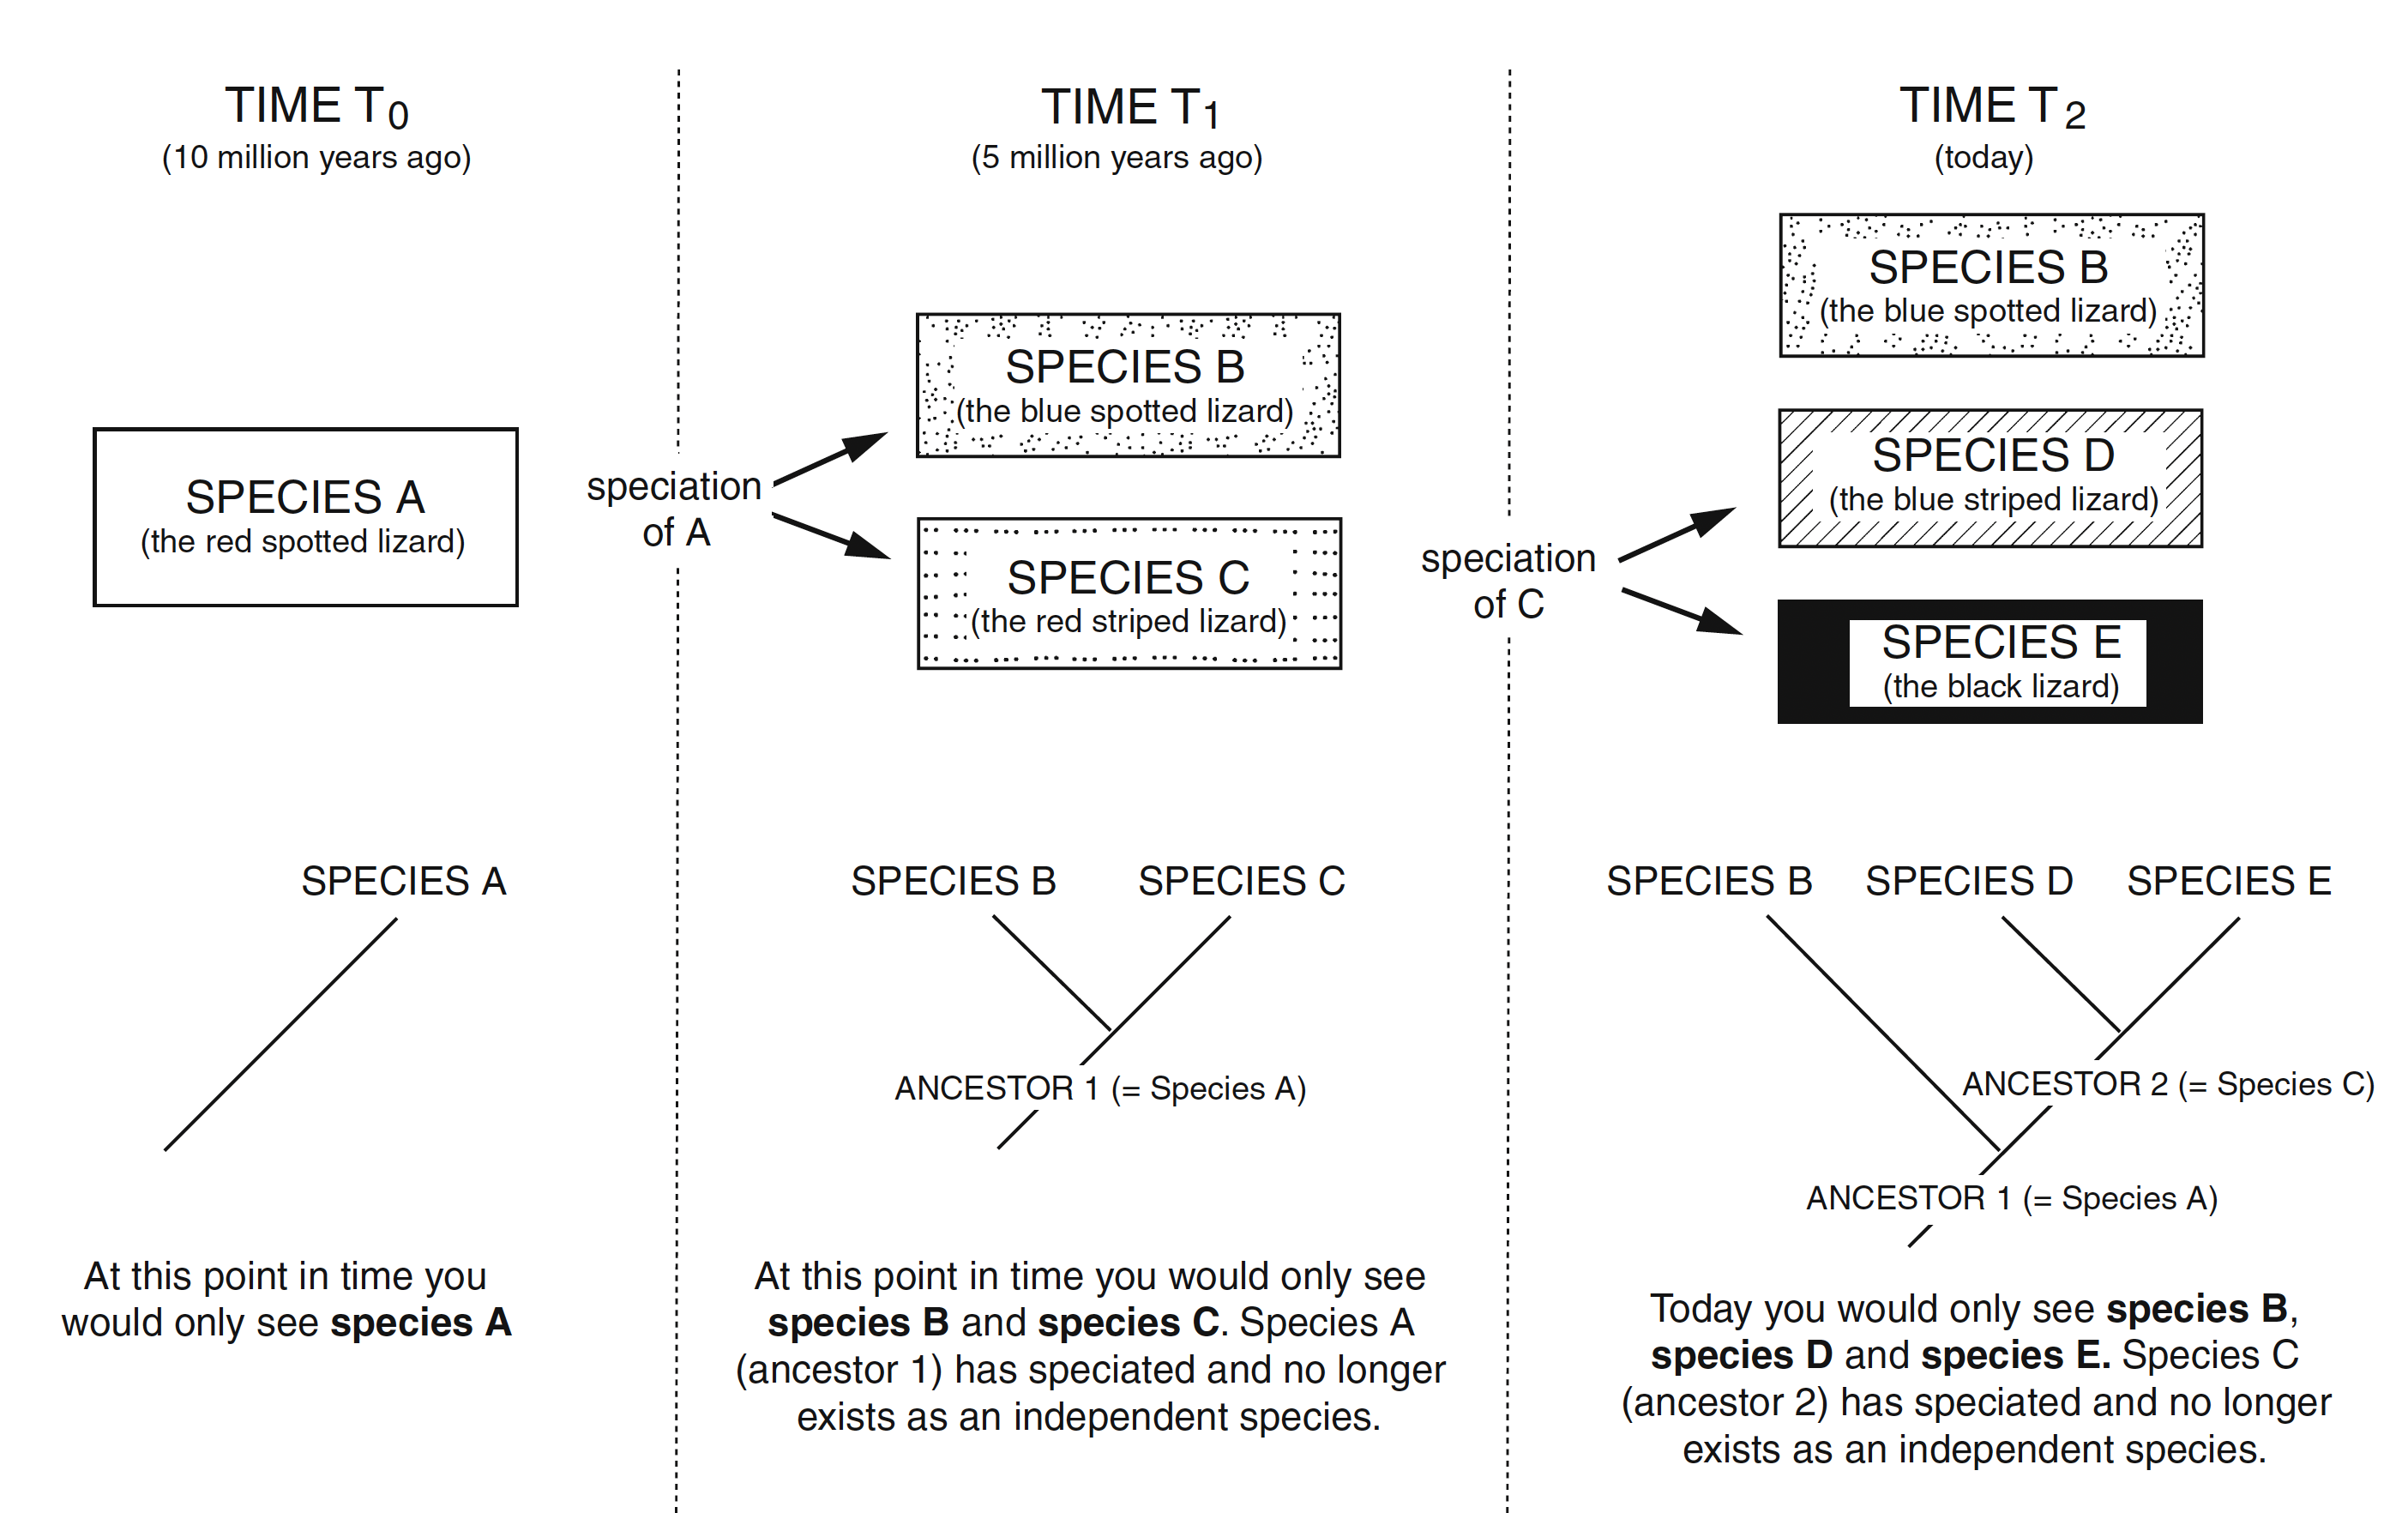 TIME T0
(10 million years ago)
SPECIES A
(the red spotted lizard)
SPECIES A
At this point in time you
would only see species A
speciation
of A
TIME T1
(5 million years ago)
SPECIES B
(the blue spotted lizard)
SPECIES C
(the red striped lizard)
SPECIES B
SPECIES C
ANCESTOR 1 (= Species A)
At this point in time you would only see
species B and species C. Species A
(ancestor 1) has speciated and no longer
exists as an independent species.
speciation
of C
TIME T2
(today)
SPECIES B
(the blue spotted lizard)
SPECIES D
(the blue striped lizard)
SPECIES E
(the black lizard)
SPECIES B
SPECIES D
SPECIES E
ANCESTOR 2 (= Species C)
ANCESTOR 1 (= Species A)
Today you would only see species B,
species D and species E. Species C
(ancestor 2) has speciated and no longer
exists as an independent species.